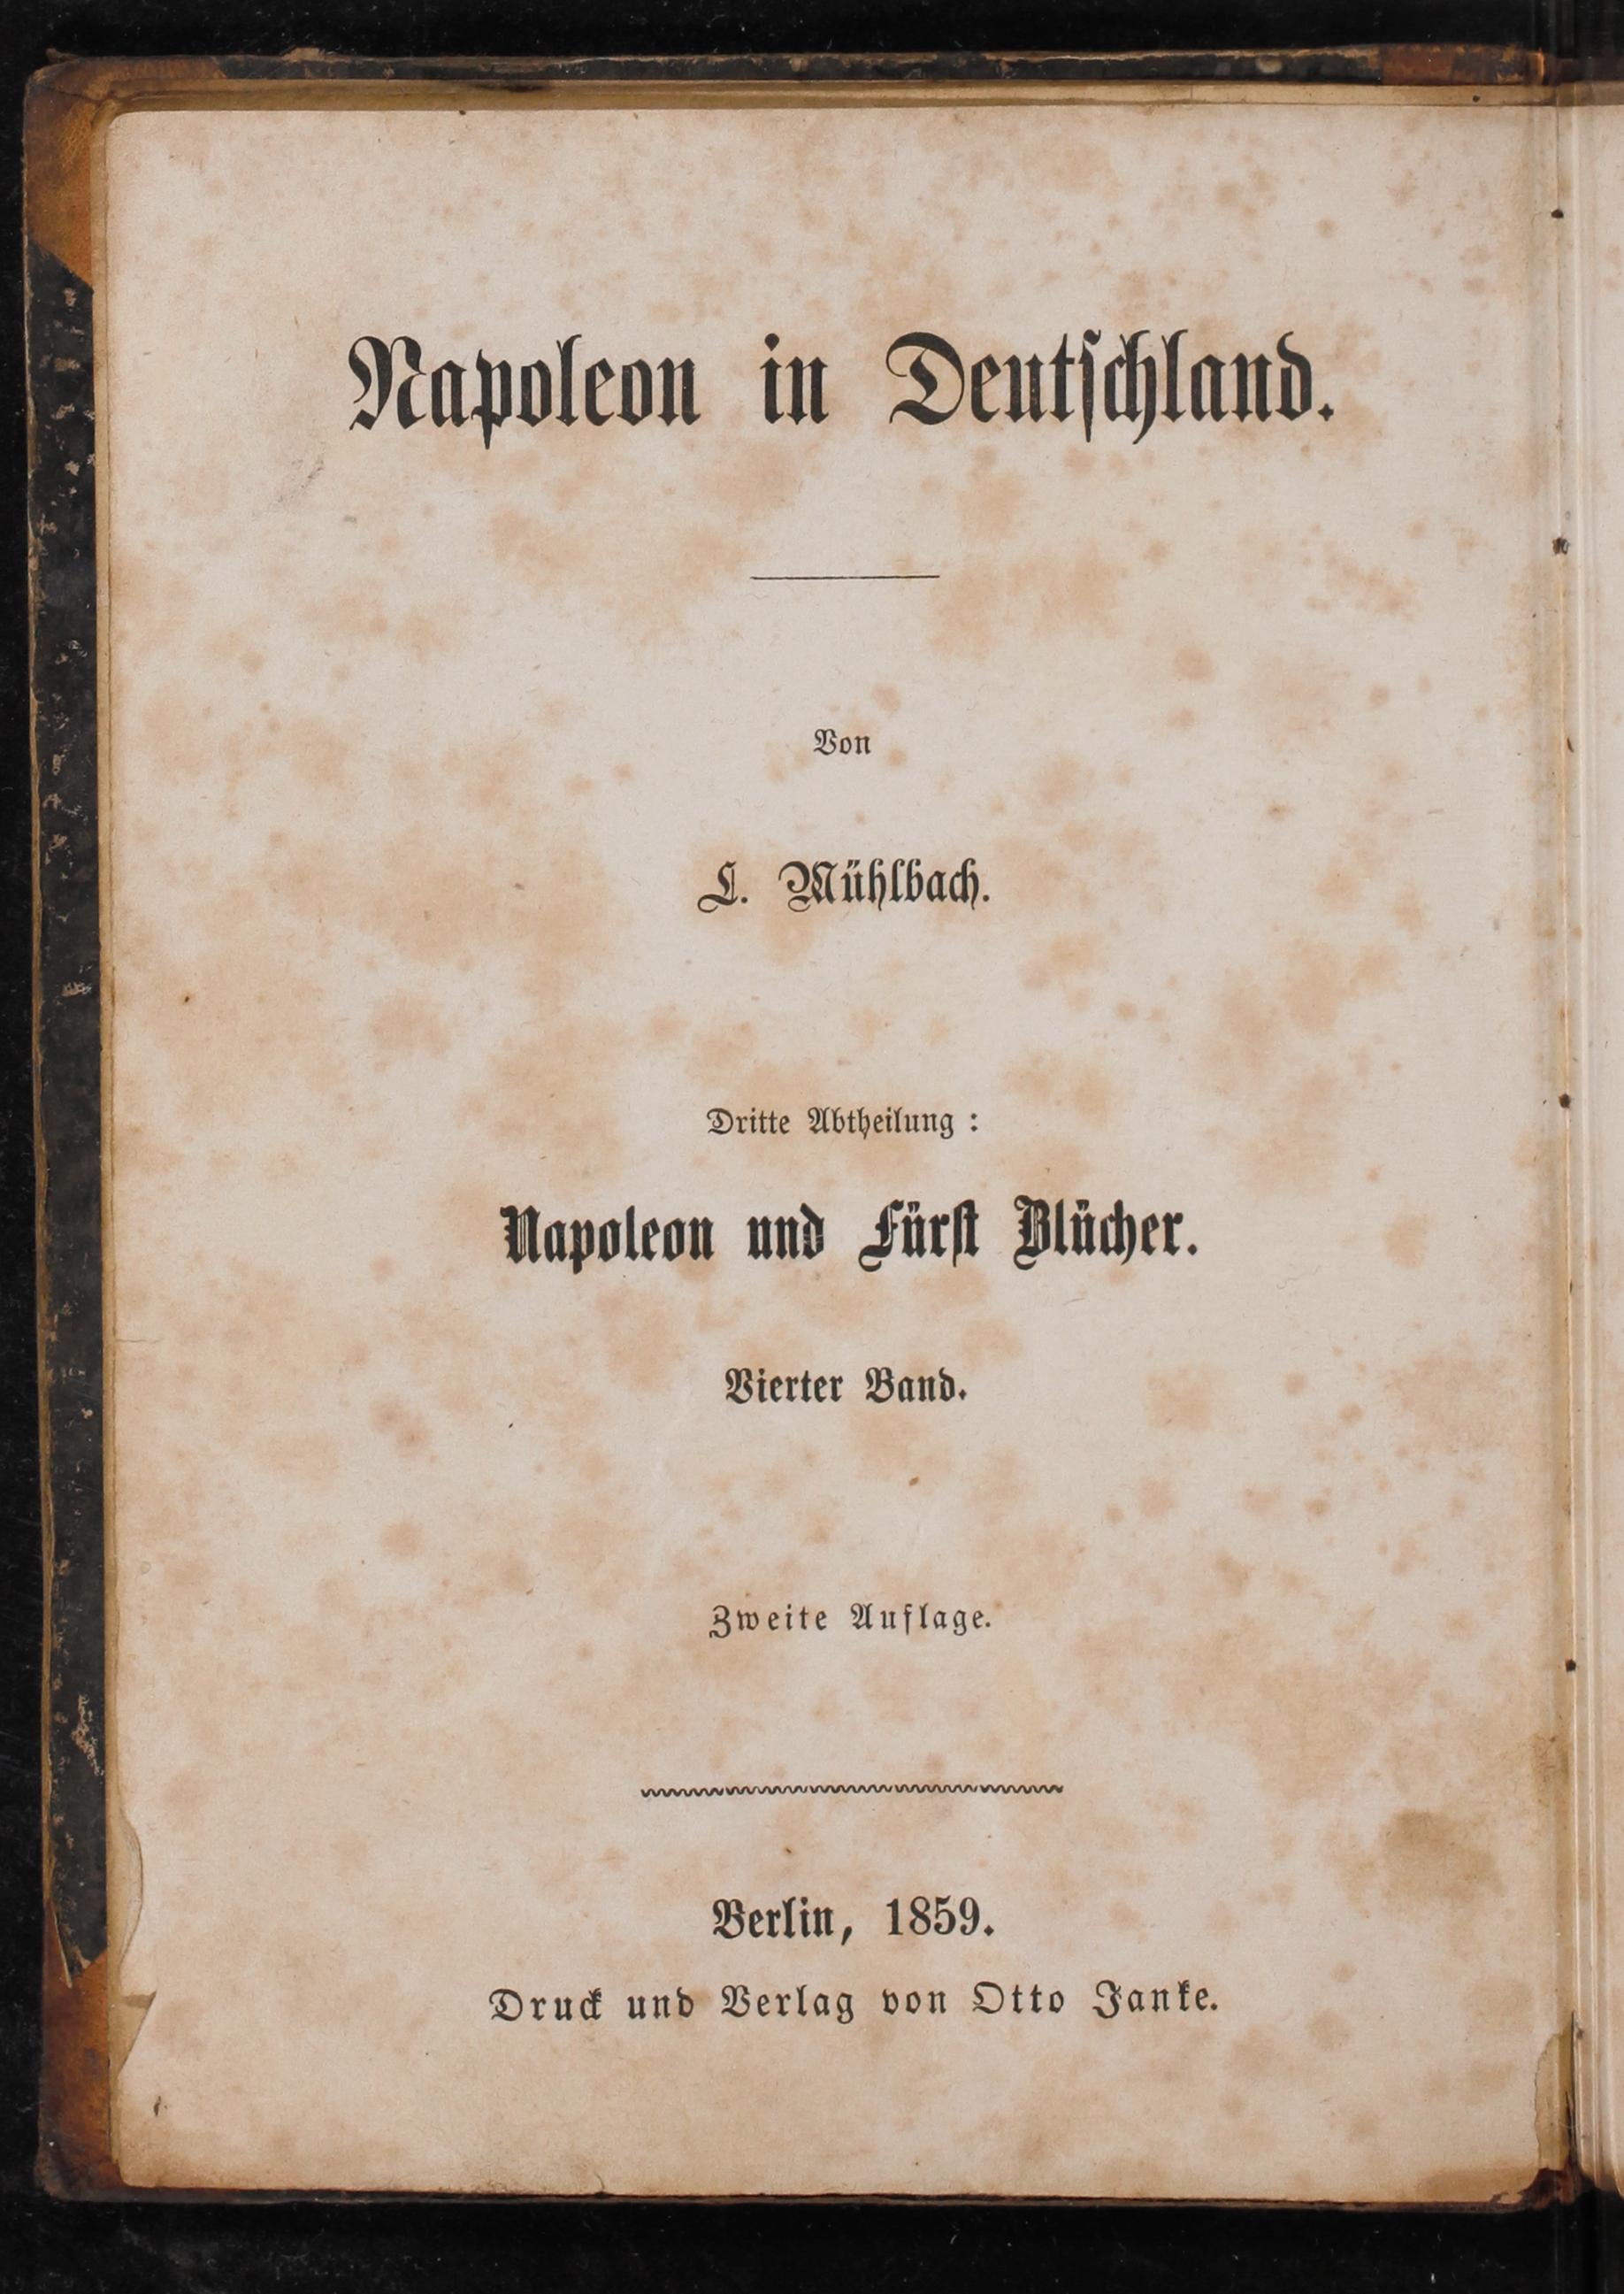 Napoleon in Deutschland.
Von
L. Mühlbach.
Dritte Abtheilung :
Napoleon und Fürst Blücher.
Vierter Band.
Zweite Auflage.
Berlin, 1859.
Druck und Verlag von Otto Janke.